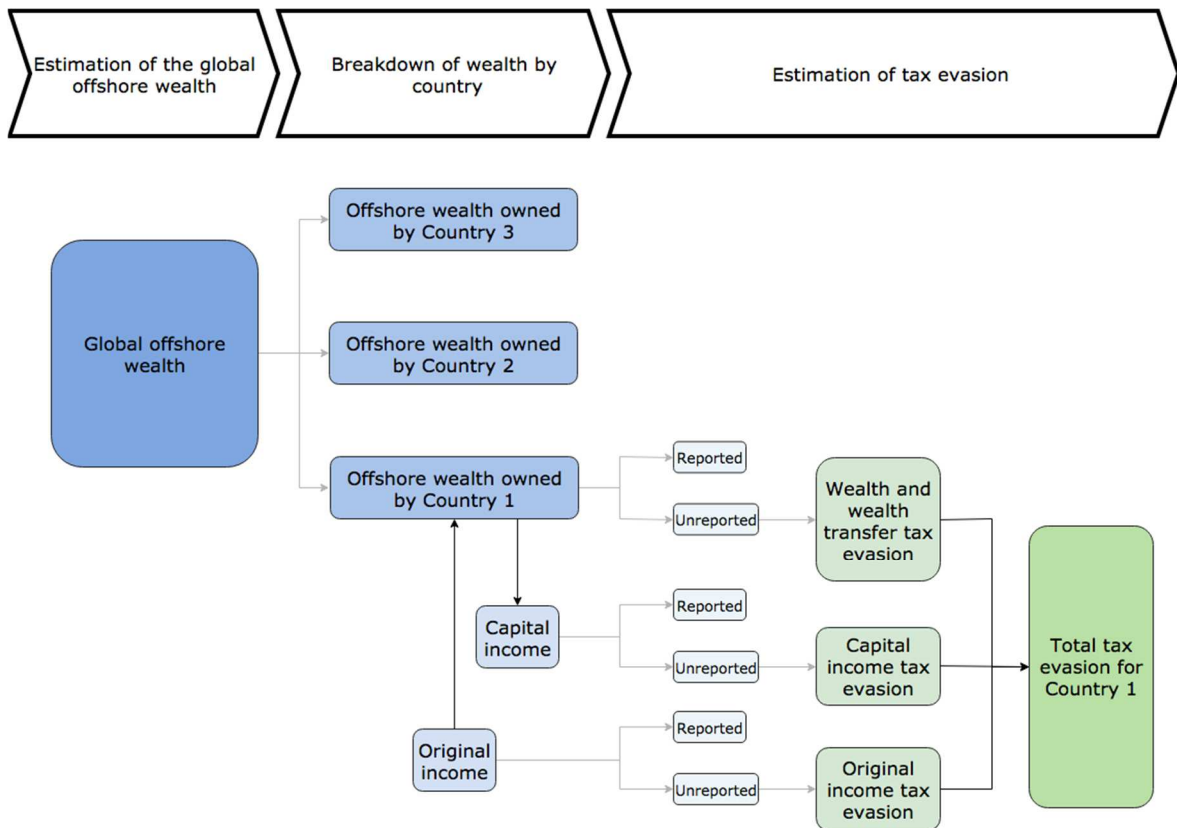 Estimation of the global
offshore wealth
Breakdown of wealth by
country
Estimation of tax evasion
Offshore wealth owned
by Country 3
Global offshore
wealth
Offshore wealth owned
by Country 2
Offshore wealth owned
by Country 1
Reported
Unreported
Wealth and
wealth
transfer tax
evasion
Capital
income
Reported
Unreported
Capital
income tax
evasion
Total tax
evasion for
Country 1
Original
income
Reported
Unreported
Original
income tax
evasion